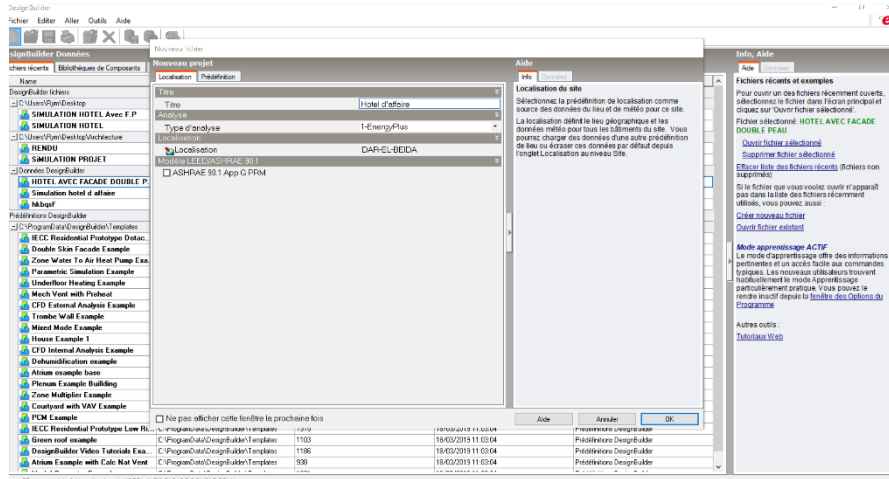 DesignBuilder
Fichier Editer Aller Outils Aide
Nouveau fichier
DesignBuilder Données
Fichiers récents Bibliothèques de Composants
Name
DesignBuilder fichiers
C:\Users\Rjm\Desktop
SIMULATION HOTEL Avec F.P
SIMULATION HOTEL
C:\Users\Rjm\Desktop\Architecture
RENDU
SIMULATION PROJET
Données DesignBuilder
HOTEL AVEC FACADE DOUBLE P.
Simulation hotel d affaire
hkbqsf
Prédéfinitions DesignBuilder
C:\ProgramData\DesignBuilder\Templates
IECC Residential Prototype Detac...
Double Skin Facade Example
Zone Water To Air Heat Pump Exa.
Parametric Simulation Example
Underfloor Heating Example
Mech Vent with Preheat
CFD External Analysis Example
Trombe Wall Example
Mixed Mode Example
House Example 1
CFD Internal Analysis Example
Dehumidification example
Atrium example base
Plenum Example Building
Zone Multiplier Example
Courtyard with VAV Example
PCM Example
IECC Residential Prototype Low Ri... C:\ProgramData\DesignBuilder\Templates 1375 18/03/2019 11:03:04 Prédéfinitions DesignBuilder
Green roof example C:\ProgramData\DesignBuilder\Templates 1103 18/03/2019 11:03:04 Prédéfinitions DesignBuilder
DesignBuilder Video Tutorials Exa... C:\ProgramData\DesignBuilder\Templates 1186 18/03/2019 11:03:04 Prédéfinitions DesignBuilder
Atrium Example with Calc Nat Vent C:\ProgramData\DesignBuilder\Templates 938 18/03/2019 11:03:04 Prédéfinitions DesignBuilder
Nouveau projet
Localisation Prédéfinition
Titre
Titre Hotel d'affaire
Analyse
Type d'analyse 1-EnergyPlus
Localisation
Localisation DAR-EL-BEIDA
Modèle LEED/ASHRAE 90.1
ASHRAE 90.1 App G PRM
Ne pas afficher cette fenêtre la prochaine fois
Aide
Info Données
Localisation du site
Sélectionnez la prédéfinition de localisation comme
source des données du lieu et de météo pour ce site.
La localisation définit le lieu géographique et les
données météo pour tous les bâtiments du site. Vous
pourrez charger des données d'une autre prédéfinition
de lieu ou écraser ces données par défaut depuis
l'onglet Localisation au niveau Site.
Aide Annuler OK
Info, Aide
Aide Données
Fichiers récents et exemples
Pour ouvrir un des fichiers récemment ouverts,
sélectionnez le fichier dans l'écran principal et
cliquez sur 'Ouvrir fichier sélectionné'.
Fichier sélectionné: HOTEL AVEC FACADE
DOUBLE PEAU
Ouvrir fichier sélectionné
Supprimer fichier sélectionné
Effacer liste des fichiers récents (fichiers non
supprimés)
Si le fichier que vous voulez ouvrir n'apparaît
pas dans la liste des fichiers récemment
utilisés, vous pouvez aussi :
Créer nouveau fichier
Ouvrir fichier existant
Mode apprentissage ACTIF
Le mode d'apprentissage offre des informations
pertinentes et un accès facile aux commandes
typiques. Les nouveaux utilisateurs trouvent
habituellement le mode Apprentissage
particulièrement pratique. Vous pouvez le
rendre inactif depuis la fenêtre des Options du
Programme
Autres outils :
Tutoriaux Web